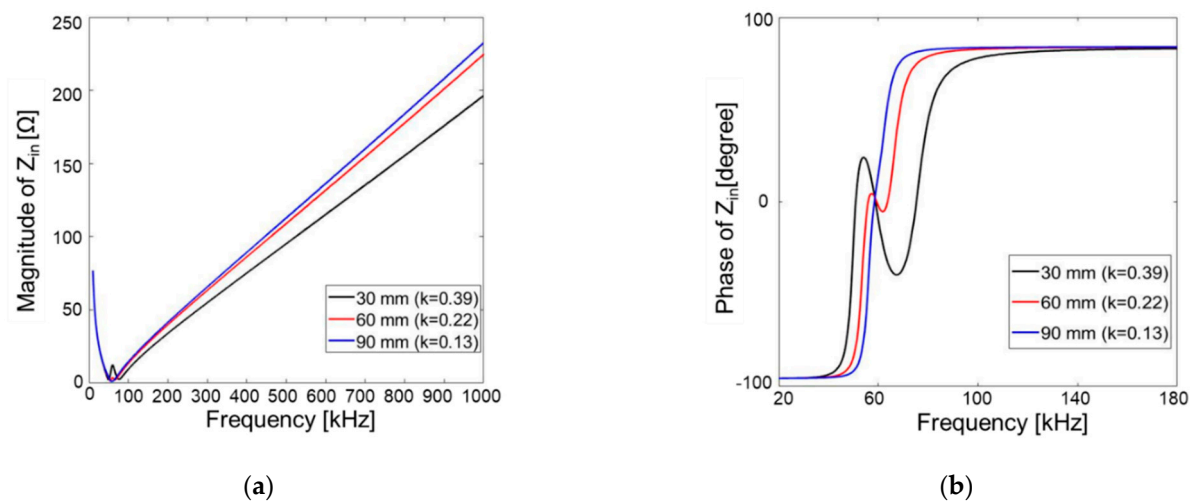 250
200
150
100
50
0
Magnitude of Z_in [Ω]
30 mm (k=0.39)
60 mm (k=0.22)
90 mm (k=0.13)
0 100 200 300 400 500 600 700 800 900 1000
Frequency [kHz]
(a)
100
0
-100
Phase of Z_in[degree]
30 mm (k=0.39)
60 mm (k=0.22)
90 mm (k=0.13)
20 60 100 140 180
Frequency [kHz]
(b)